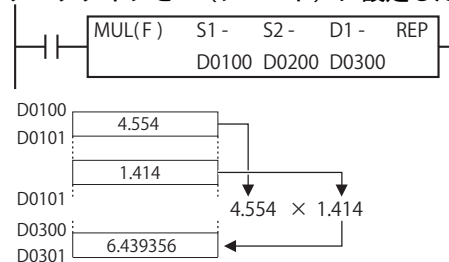 MUL(F) S1 - S2 - D1 - REP
D0100 D0200 D0300
D0100
D0101
4.554
1.414
D0101
4.554 × 1.414
D0300
D0301
6.439356